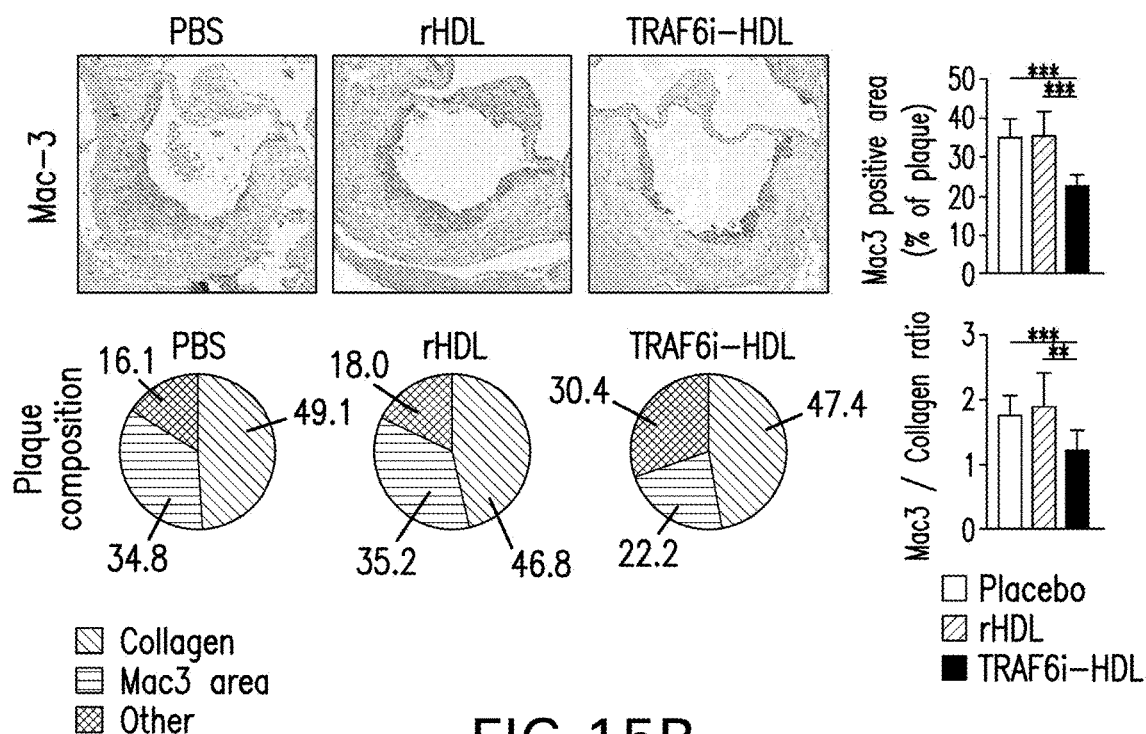 PBS
rHDL
TRAF6i-HDL
Mac-3
Mac3 positive area
(% of plaque)
50
40
30
20
10
0
***
***
Plaque
composition
PBS
16.1
49.1
34.8
rHDL
18.0
35.2
46.8
TRAF6i-HDL
30.4
47.4
22.2
Mac3 / Collagen ratio
3
2
1
0
***
**
Placebo
rHDL
TRAF6i-HDL
Collagen
Mac3 area
Other
FIG. 15B